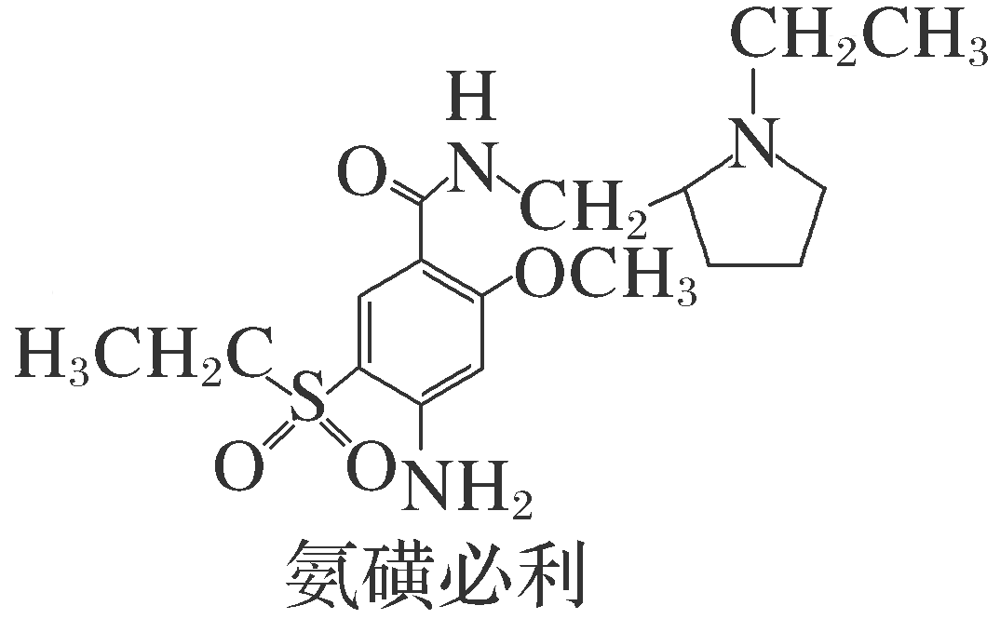 CH₂CH₃
H
N
O
N
CH₂
OCH₃
H₃CH₂C
S
O
O
NH₂
氨磺必利